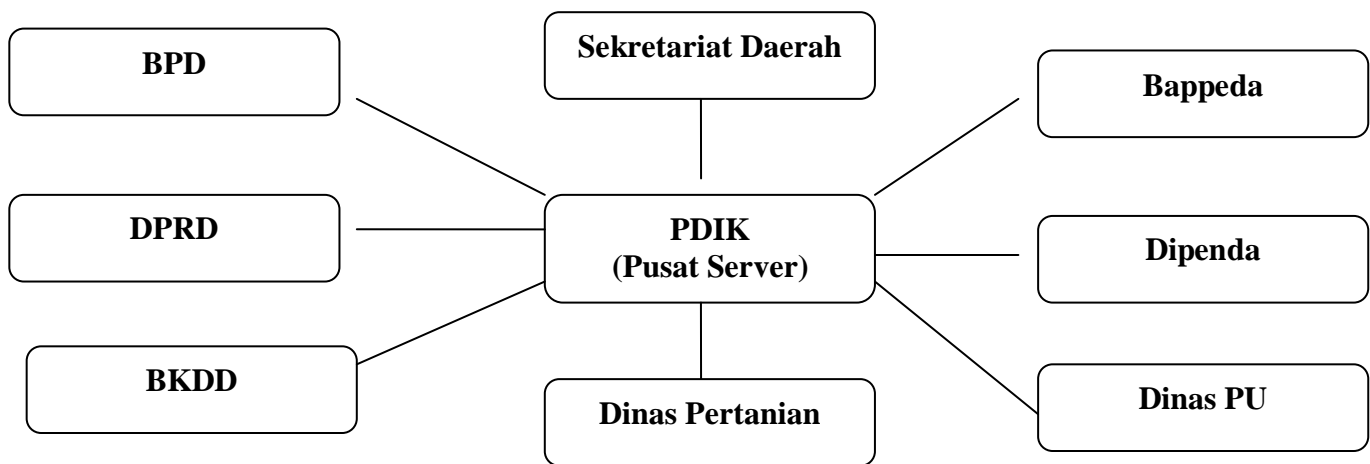 BPD
Sekretariat Daerah
Bappeda
DPRD
PDIK
(Pusat Server)
Dipenda
BKDD
Dinas Pertanian
Dinas PU